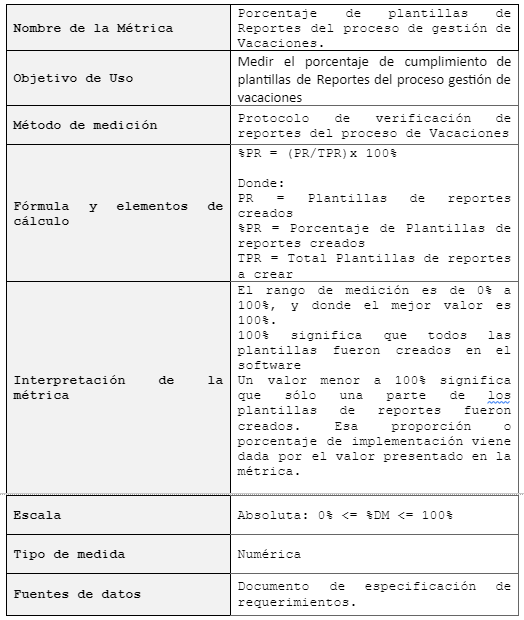 Nombre de la Métrica
Porcentaje de plantillas de
Reportes del proceso de gestión de
Vacaciones.
Objetivo de Uso
Medir el porcentaje de cumplimiento de
plantillas de Reportes del proceso gestión de
vacaciones
Método de medición
Protocolo de verificación de
reportes del proceso de Vacaciones
Fórmula y elementos de
cálculo
%PR = (PR/TPR)x 100%
Donde:
PR = Plantillas de reportes
creados
%PR = Porcentaje de Plantillas de
reportes creados
TPR = Total Plantillas de reportes
a crear
Interpretación de la
métrica
El rango de medición es de 0% a
100%, y donde el mejor valor es
100%.
100% significa que todos las
plantillas fueron creados en el
software
Un valor menor a 100% significa
que sólo una parte de los
plantillas de reportes fueron
creados. Esa proporción o
porcentaje de implementación viene
dada por el valor presentado en la
métrica.
Escala
Absoluta: 0% <= %DM <= 100%
Tipo de medida
Numérica
Fuentes de datos
Documento de especificación de
requerimientos.